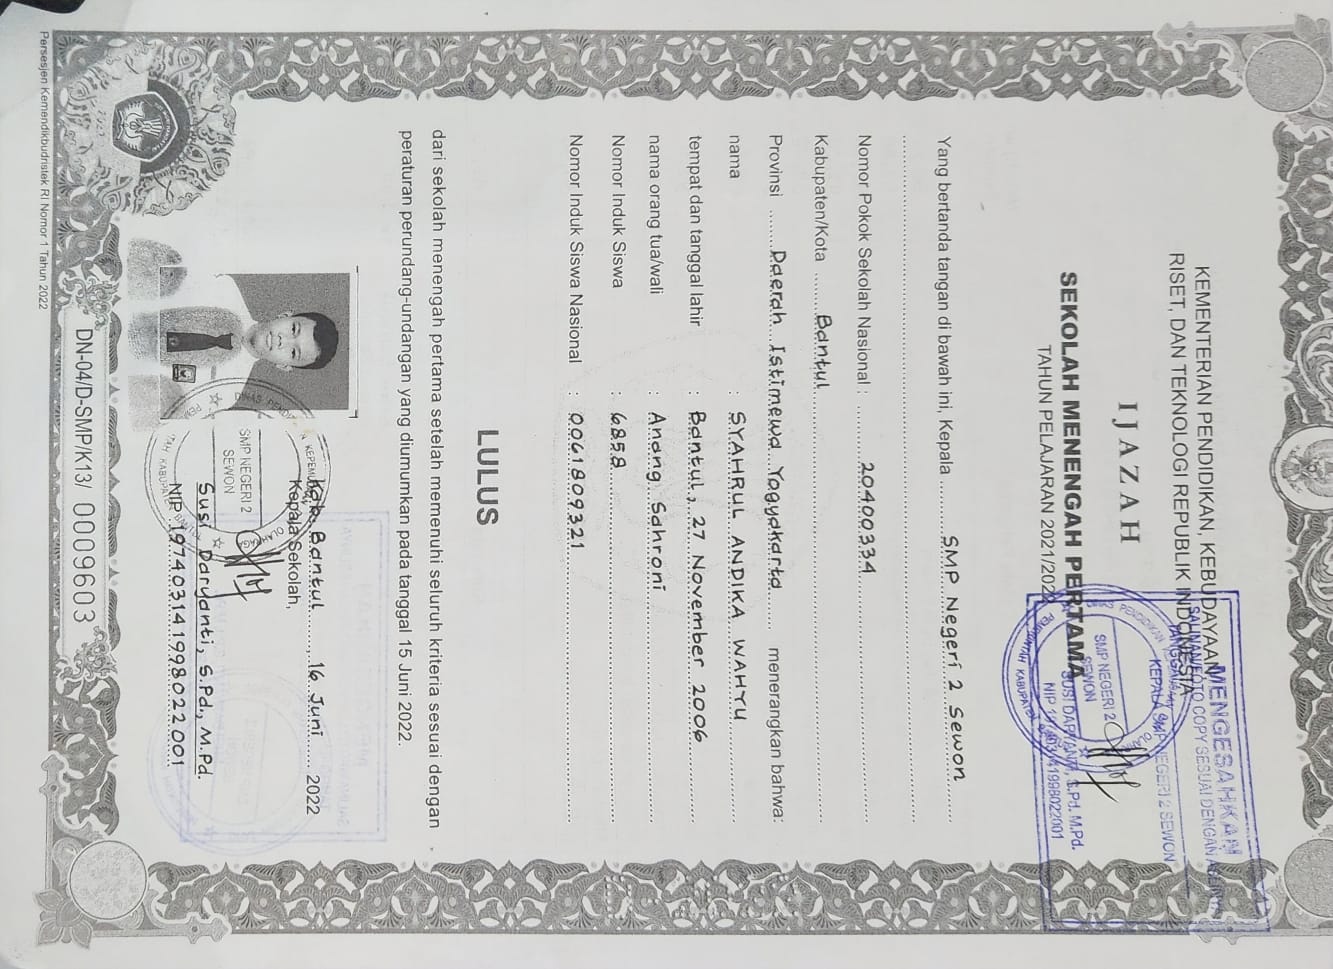 KEMENTERIAN PENDIDIKAN, KEBUDAYAAN,
RISET, DAN TEKNOLOGI REPUBLIK INDONESIA
IJAZAH
SEKOLAH MENENGAH PERTAMA
TAHUN PELAJARAN 2021/2022
MENGESAHKAN
SALINAN/FOTO COPY SESUAI DENGAN
TANGGAL
KEPALA SMP NEGERI 2 SEWON
SMP NEGERI 2
SEWON
SUSI DARYANTI, S.Pd. M.Pd.
NIP 197403141998022001
Yang bertanda tangan di bawah ini, Kepala SMP Negeri 2 Sewon
Nomor Pokok Sekolah Nasional : 20400334
Kabupaten/Kota Bantul
Provinsi Daerah Istimewa Yogyakarta menerangkan bahwa:
nama : SYAHRUL ANDIKA WAHYU
tempat dan tanggal lahir : Bantul, 27 November 2006
nama orang tua/wali : Anang Sahroni
Nomor Induk Siswa : 6858
Nomor Induk Siswa Nasional : 0061809321
LULUS
dari sekolah menengah pertama setelah memenuhi seluruh kriteria sesuai dengan
peraturan perundang-undangan yang diumumkan pada tanggal 15 Juni 2022.
Kab. Bantul, 16 Juni 2022
Kepala Sekolah,
SMP NEGERI 2
SEWON
Susi Daryanti, S.Pd., M.Pd.
NIP 197403141998022001
DN-04/D-SMP/K13/ 0009603
Persesjen Kemendikbudristek RI Nomor 1 Tahun 2022